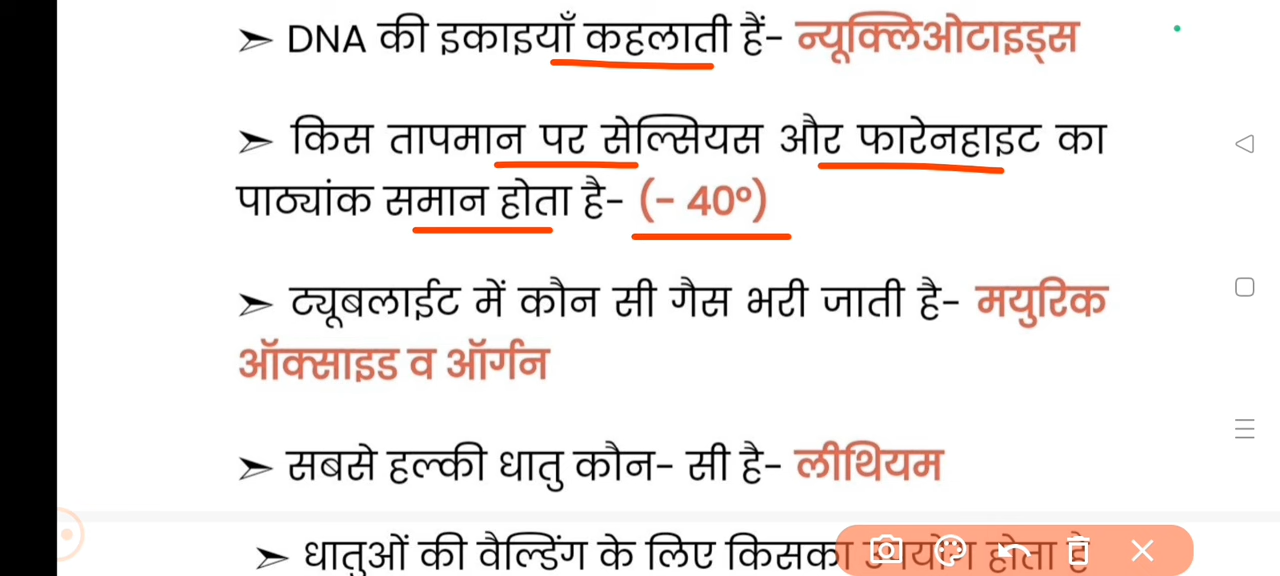 ➢ DNA की इकाइयाँ कहलाती हैं- न्यूक्लिओटाइड्स
➢ किस तापमान पर सेल्सियस और फारेनहाइट का
पाठ्यांक समान होता है- (- 40°)
➢ ट्यूबलाईट में कौन सी गैस भरी जाती है- मयुरिक
ऑक्साइड व ऑर्गन
➢ सबसे हल्की धातु कौन- सी है- लीथियम
➢ धातुओं की वैल्डिंग के लिए किसका उपयोग होता है